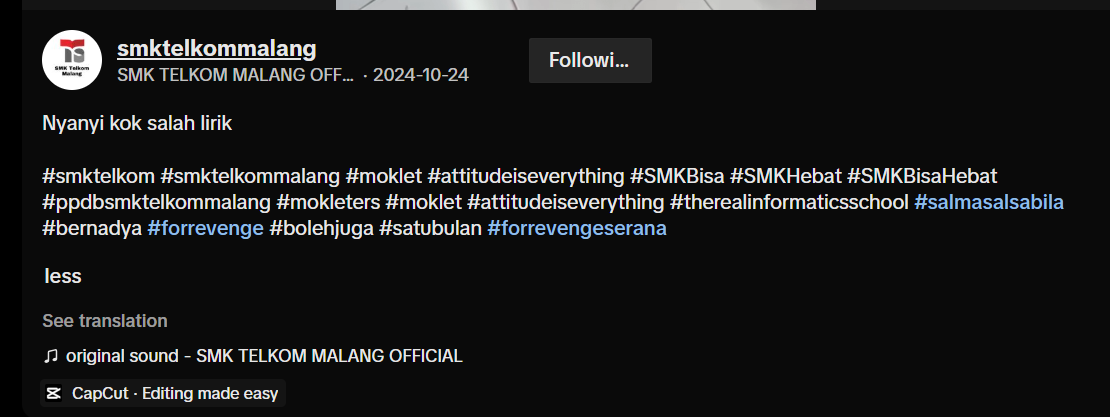 TS
SMK Telkom
Malang
smktelkommalang
SMK TELKOM MALANG OFF... · 2024-10-24
Followi...
Nyanyi kok salah lirik
#smktelkom #smktelkommalang #moklet #attitudeiseverything #SMKBisa #SMKHebat #SMKBisaHebat
#ppdbsmktelkommalang #mokleters #moklet #attitudeiseverything #therealinformaticsschool #salmasalsabila
#bernadya #forrevenge #bolehjuga #satubulan #forrevengeserana
less
See translation
♫ original sound - SMK TELKOM MALANG OFFICIAL
CapCut · Editing made easy